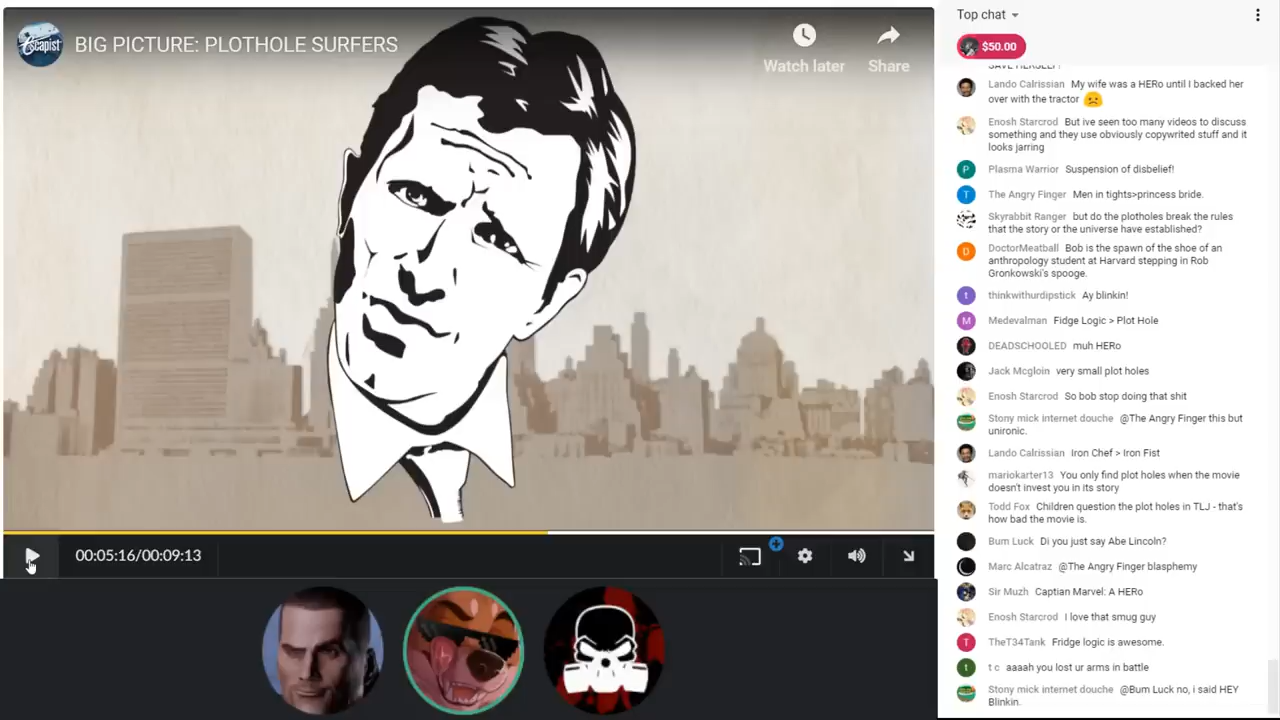 Escapist
BIG PICTURE: PLOTHOLE SURFERS
Watch later
Share
00:05:16/00:09:13
Top chat
$50.00
SAVE HERSELF?
Lando Calrissian My wife was a HERo until I backed her
over with the tractor
Enosh Starcrod But ive seen too many videos to discuss
something and they use obviously copywrited stuff and it
looks jarring
P
Plasma Warrior Suspension of disbelief!
T
The Angry Finger Men in tights>princess bride.
Skyrabbit Ranger but do the plotholes break the rules
that the story or the universe have established?
D
DoctorMeatball Bob is the spawn of the shoe of an
anthropology student at Harvard stepping in Rob
Gronkowski's spooge.
t
thinkwithurdipstick Ay blinkin!
M
Medevalman Fidge Logic > Plot Hole
DEADSCHOOLED muh HERo
Jack Mcgloin very small plot holes
Enosh Starcrod So bob stop doing that shit
Stony mick internet douche @The Angry Finger this but
unironic.
Lando Calrissian Iron Chef > Iron Fist
mariokarter13 You only find plot holes when the movie
doesn't invest you in its story
Todd Fox Children question the plot holes in TLJ - that's
how bad the movie is.
Bum Luck Di you just say Abe Lincoln?
Marc Alcatraz @The Angry Finger blasphemy
Sir Muzh Captian Marvel: A HERo
Enosh Starcrod I love that smug guy
T
TheT34Tank Fridge logic is awesome.
t
t c aaaah you lost ur arms in battle
Stony mick internet douche @Bum Luck no, i said HEY
Blinkin.